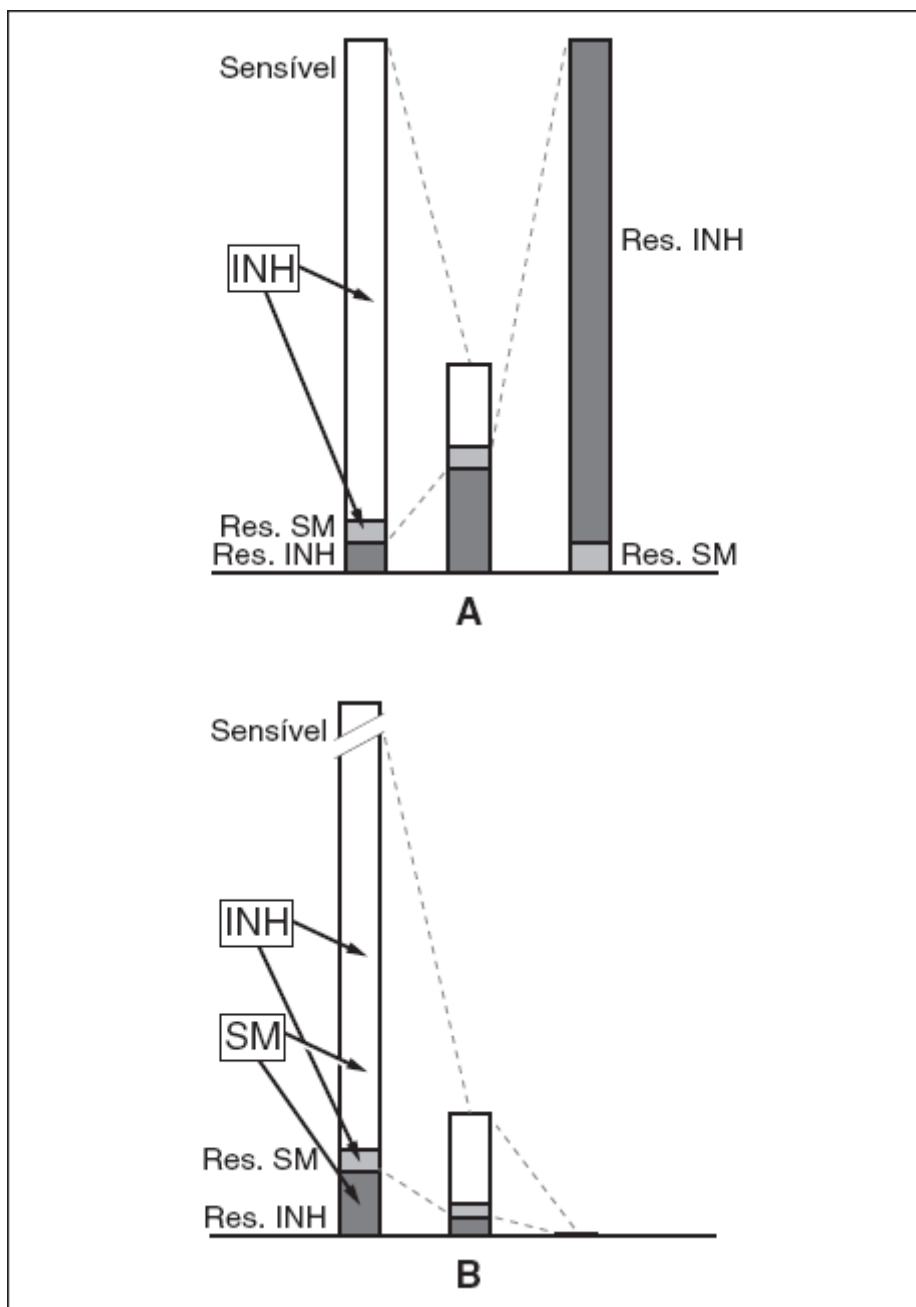 Sensível
Res. INH
INH
Res. SM
Res. INH
Res. SM
A
Sensível
INH
SM
Res. SM
Res. INH
B